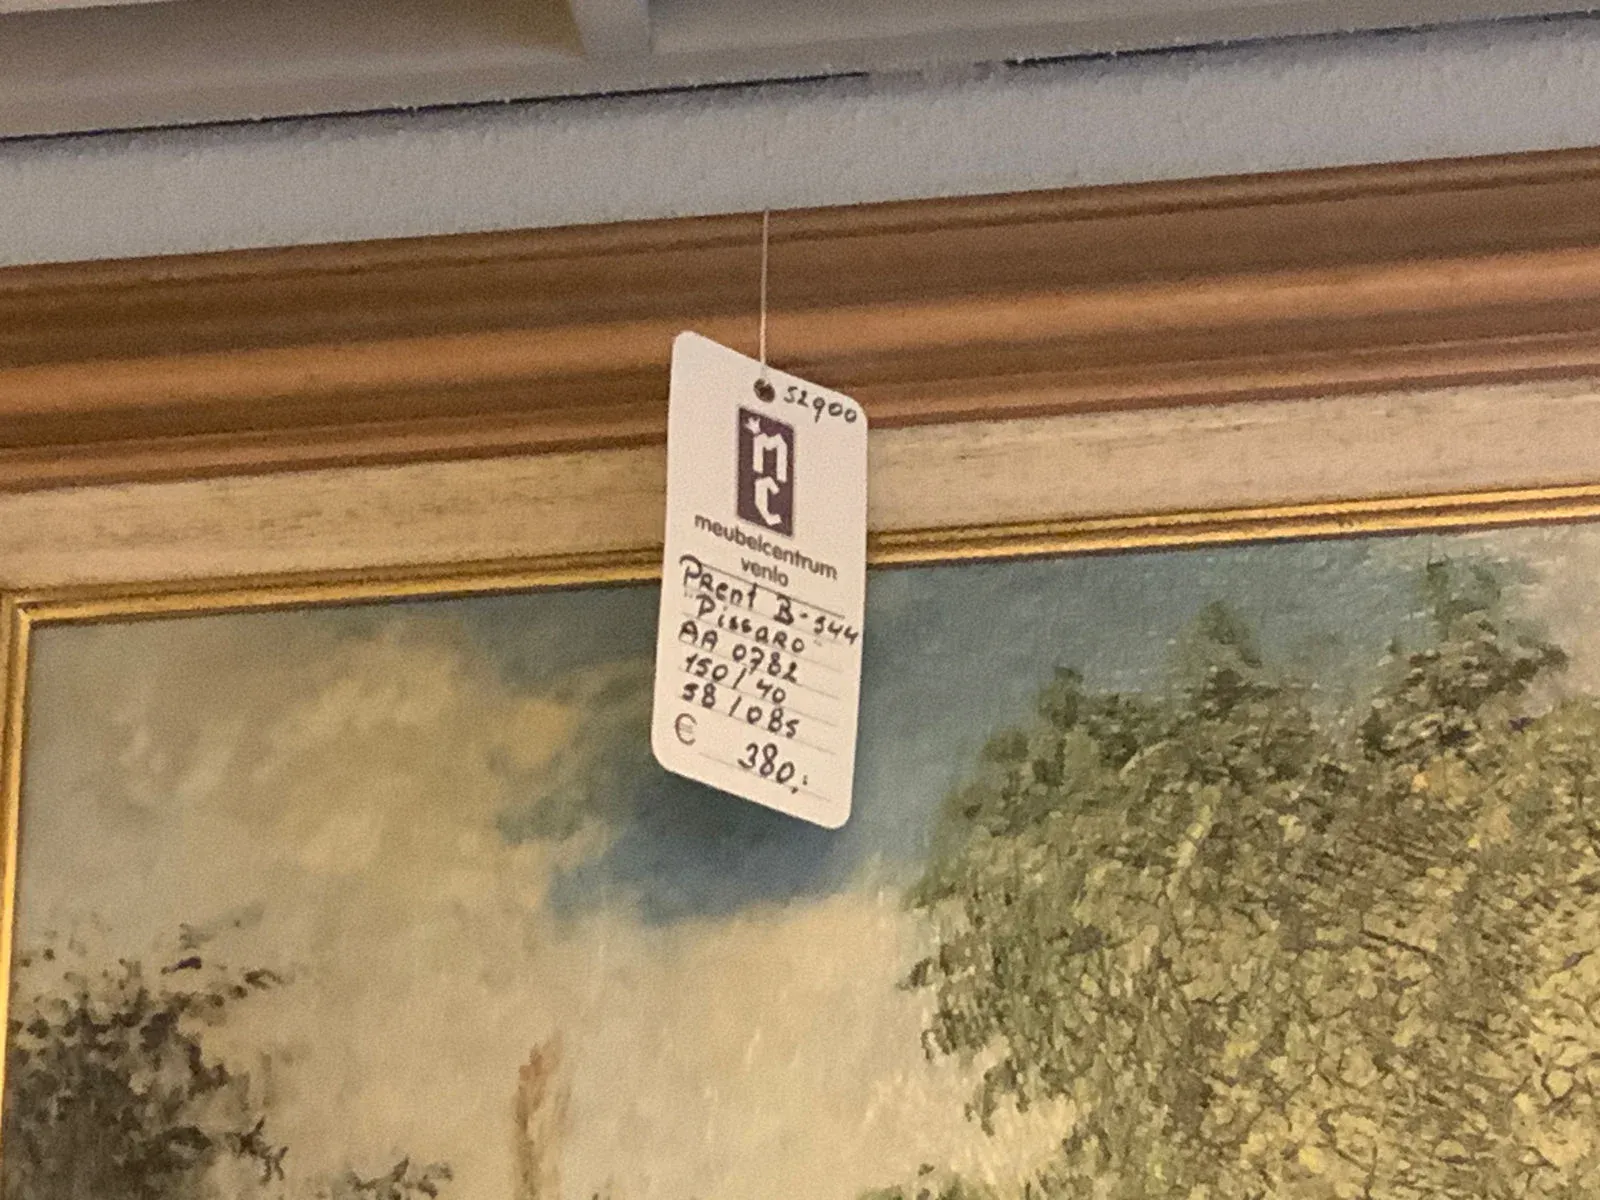 52900
MC
meubelcentrum
venlo
Prent B-544
"Pissaro"
AA 0782
150/40
58/085
€ 380,-